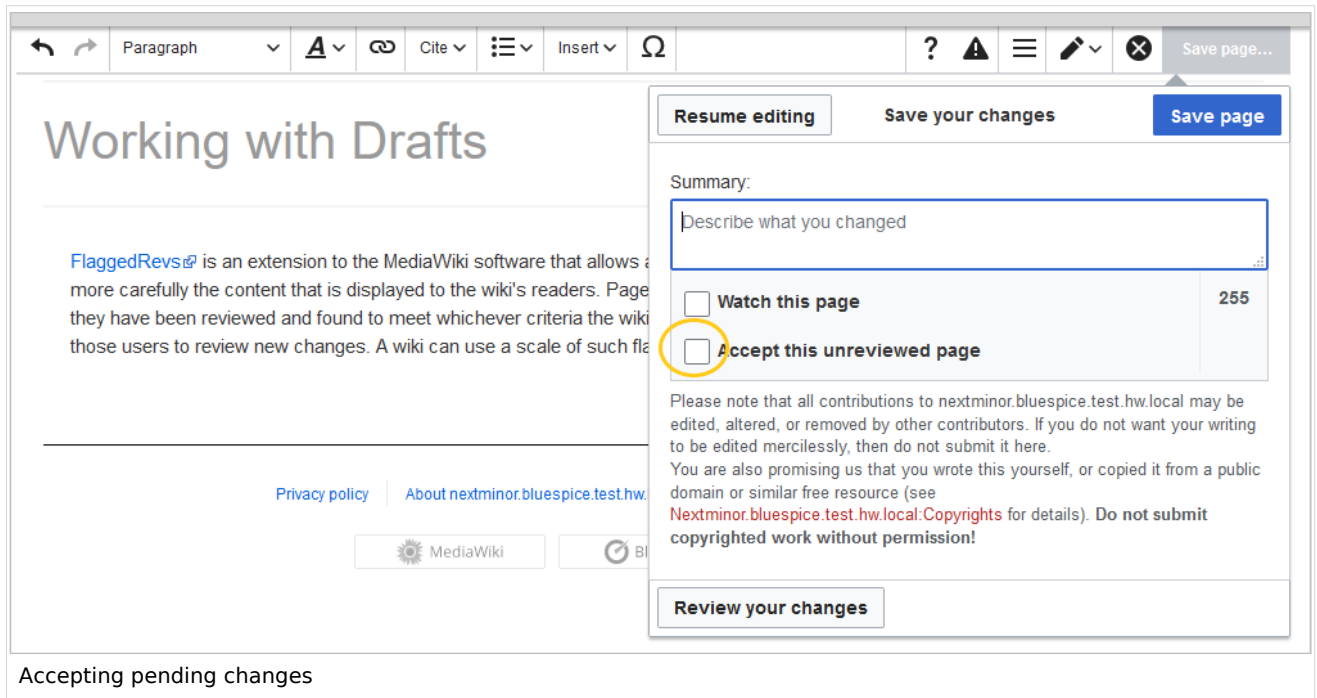 Paragraph A Cite Insert Ω ? Save page...
Resume editing Save your changes Save page
Working with Drafts
Summary:
Describe what you changed
FlaggedRevs is an extension to the MediaWiki software that allows
more carefully the content that is displayed to the wiki's readers. Page
they have been reviewed and found to meet whichever criteria the wiki
those users to review new changes. A wiki can use a scale of such fla
Watch this page 255
Accept this unreviewed page
Please note that all contributions to nextminor.bluespice.test.hw.local may be
edited, altered, or removed by other contributors. If you do not want your writing
to be edited mercilessly, then do not submit it here.
You are also promising us that you wrote this yourself, or copied it from a public
domain or similar free resource (see
Nextminor.bluespice.test.hw.local:Copyrights for details). Do not submit
copyrighted work without permission!
Privacy policy About nextminor.bluespice.test.hw.
MediaWiki Bl
Review your changes
Accepting pending changes